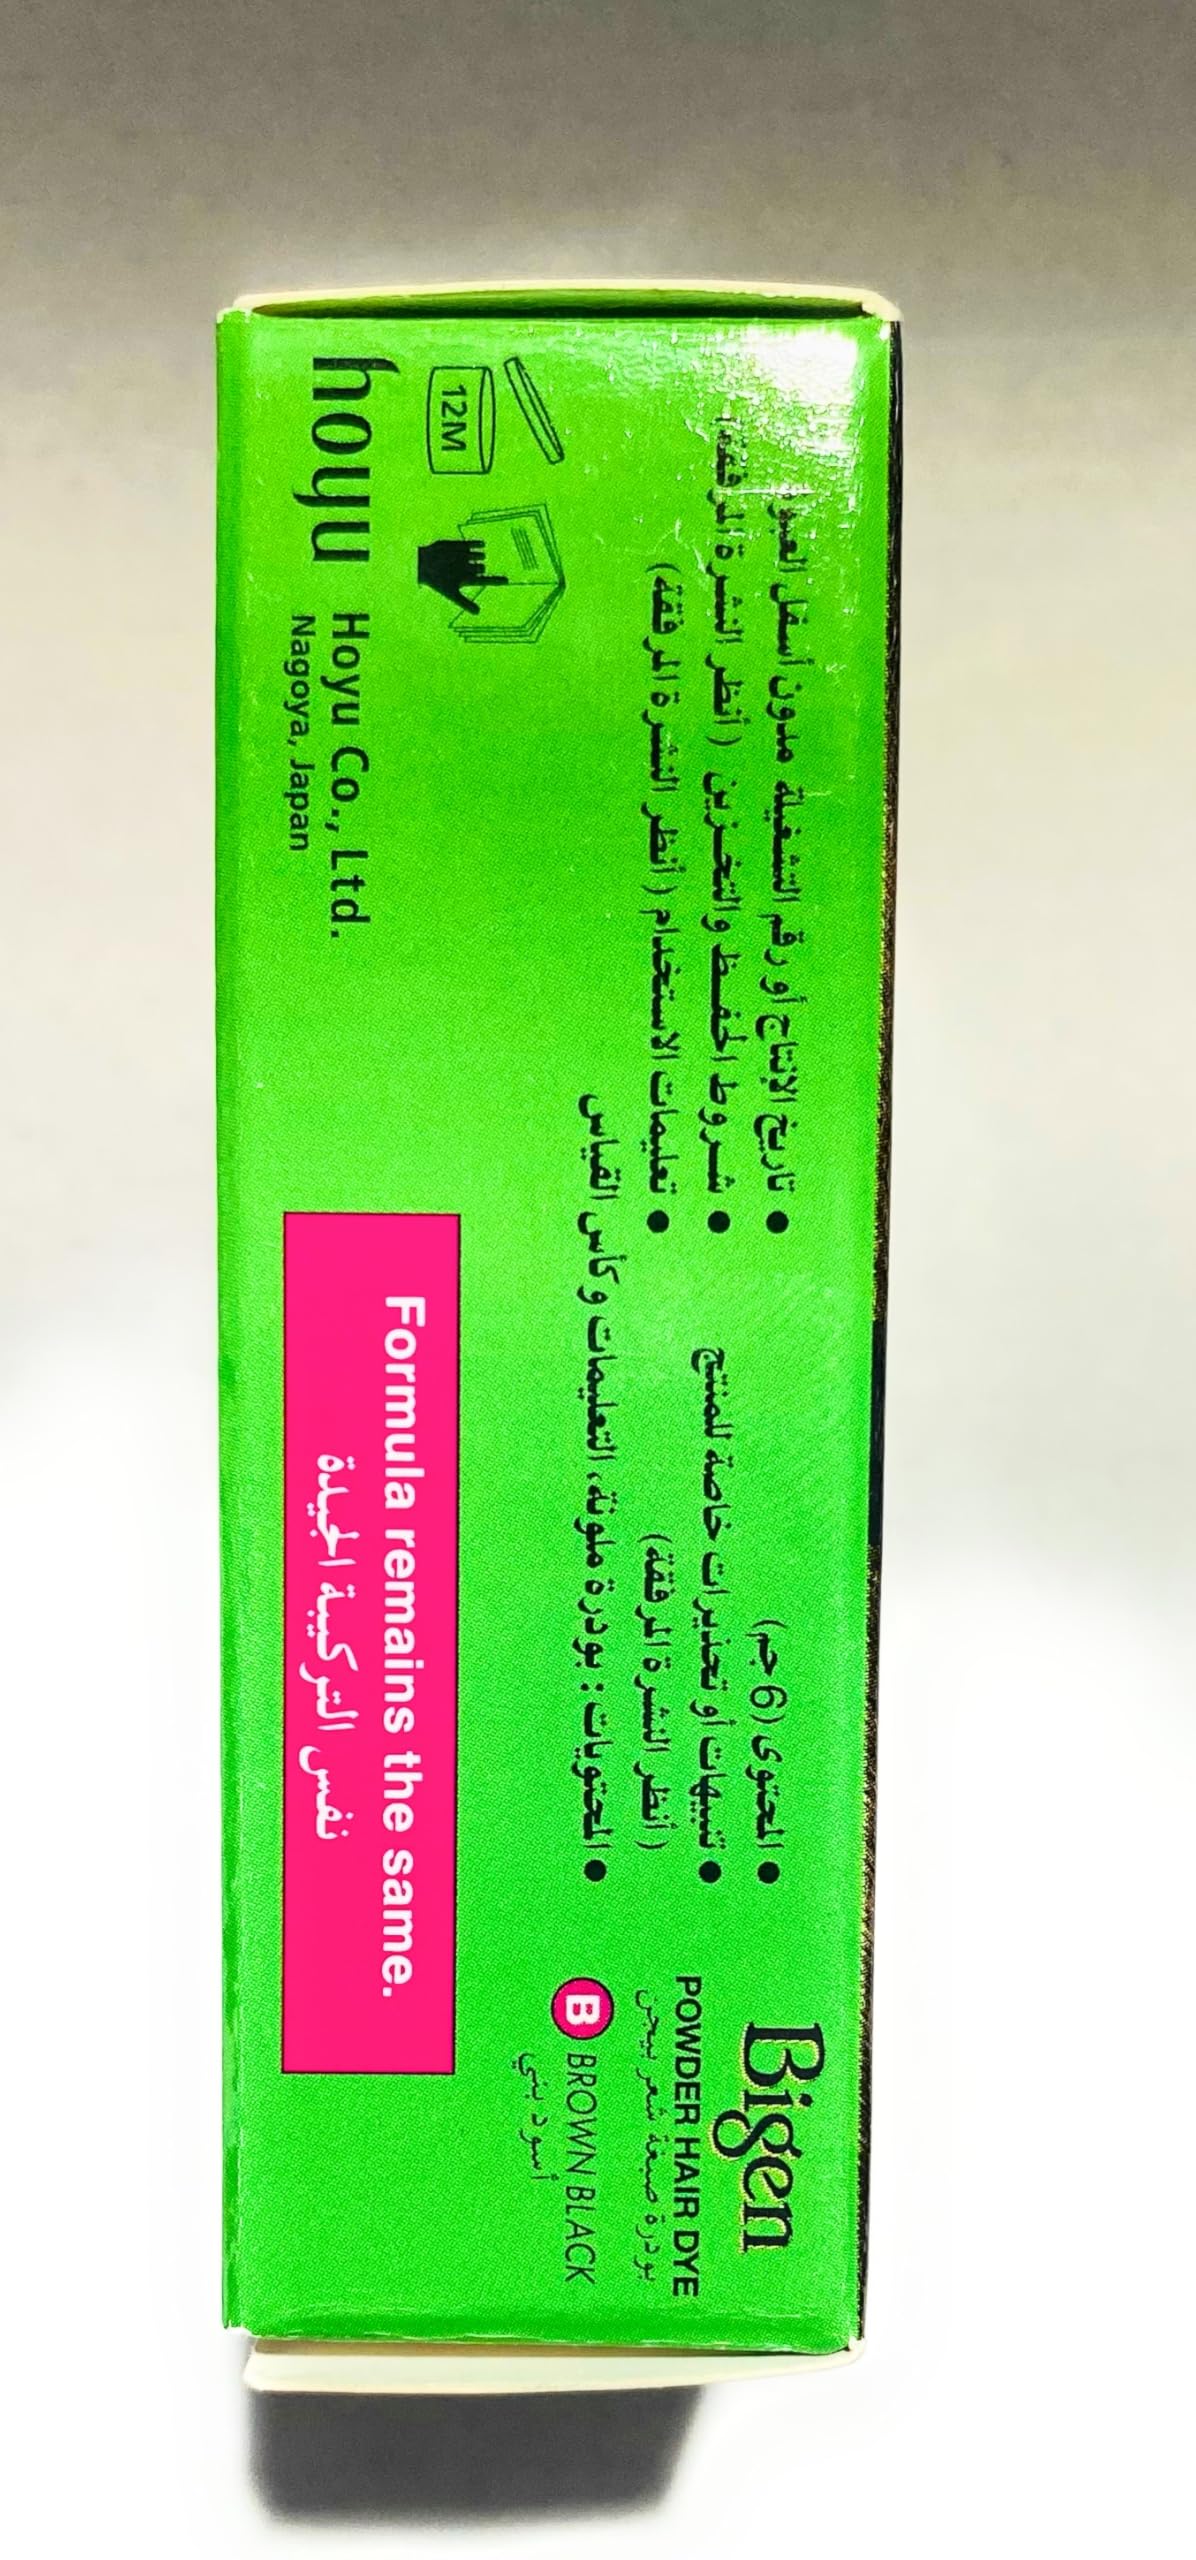 Bigen
POWDER HAIR DYE
بودرة صبغة شعر بيجن
B BROWN BLACK
أسود بني
● المحتوى (6 جم)
● تنبيهات أو تحذيرات خاصة للمنتج
(أنظر النشرة المرفقة)
● المحتويات: بودرة ملونة، التعليمات وكأس القياس
● تاريخ الإنتاج أو رقم التشغيلة مدون أسفل
● شروط الحفظ والتخزين (أنظر النشرة المرفقة)
● تعليمات الاستخدام (أنظر النشرة المرفقة)
Formula remains the same.
نفس التركيبة الجيدة
12M
hoyu Hoyu Co., Ltd.
Nagoya, Japan